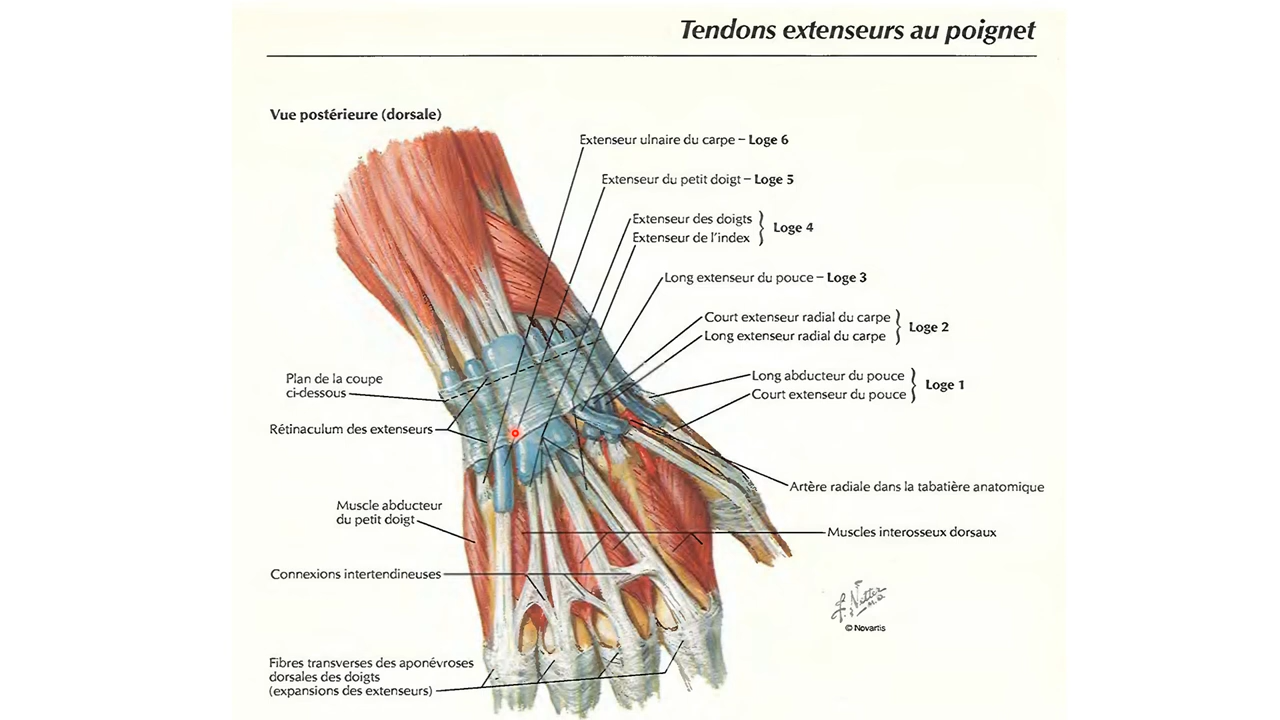 Tendons extenseurs au poignet
Vue postérieure (dorsale)
Extenseur ulnaire du carpe – Loge 6
Extenseur du petit doigt – Loge 5
Extenseur des doigts
Extenseur de l'index
Loge 4
Long extenseur du pouce – Loge 3
Court extenseur radial du carpe
Long extenseur radial du carpe
Loge 2
Long abducteur du pouce
Court extenseur du pouce
Loge 1
Plan de la coupe
ci-dessous
Rétinaculum des extenseurs
Artère radiale dans la tabatière anatomique
Muscle abducteur
du petit doigt
Muscles interosseux dorsaux
Connexions intertendineuses
F. Netter
M.D.
© Novartis
Fibres transverses des aponévroses
dorsales des doigts
(expansions des extenseurs)